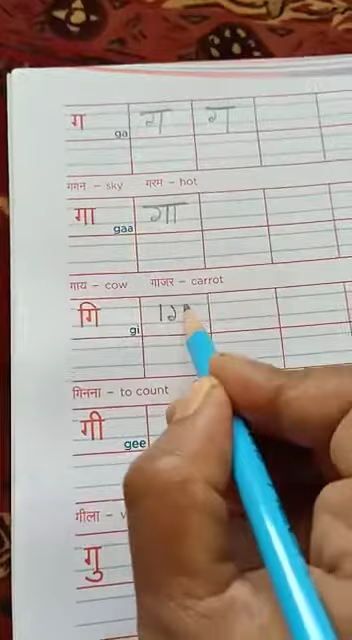 ग ga ग ग
गगन - sky गरम - hot
गा gaa गा
गाय - cow गाजर - carrot
गि gi
गिनना - to count
गी gee
गीला -
गु